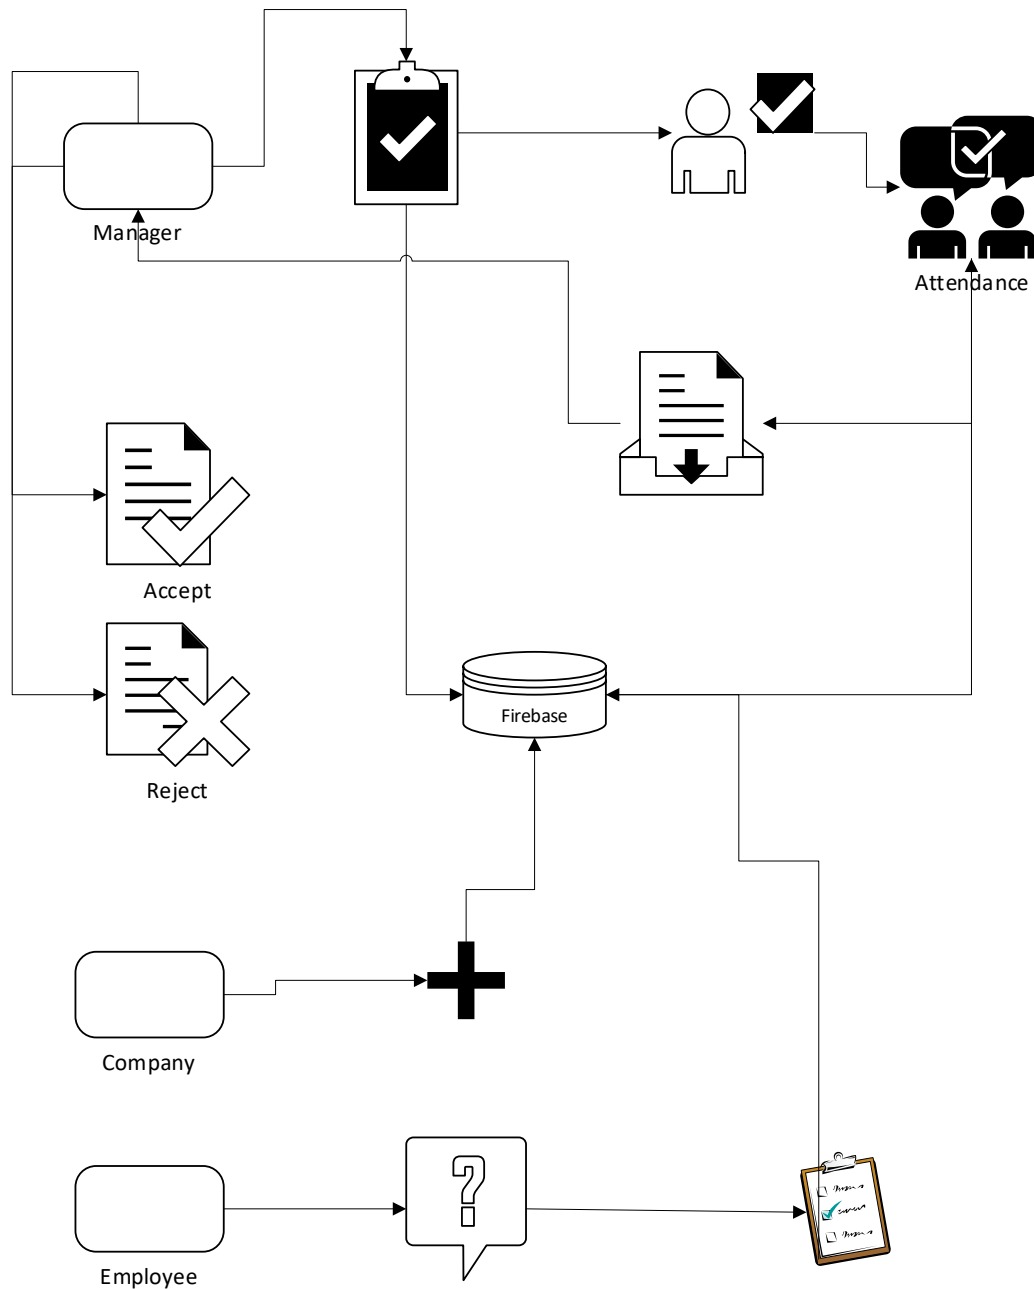 Manager
Attendance
Accept
Firebase
Reject
Company
?
Employee